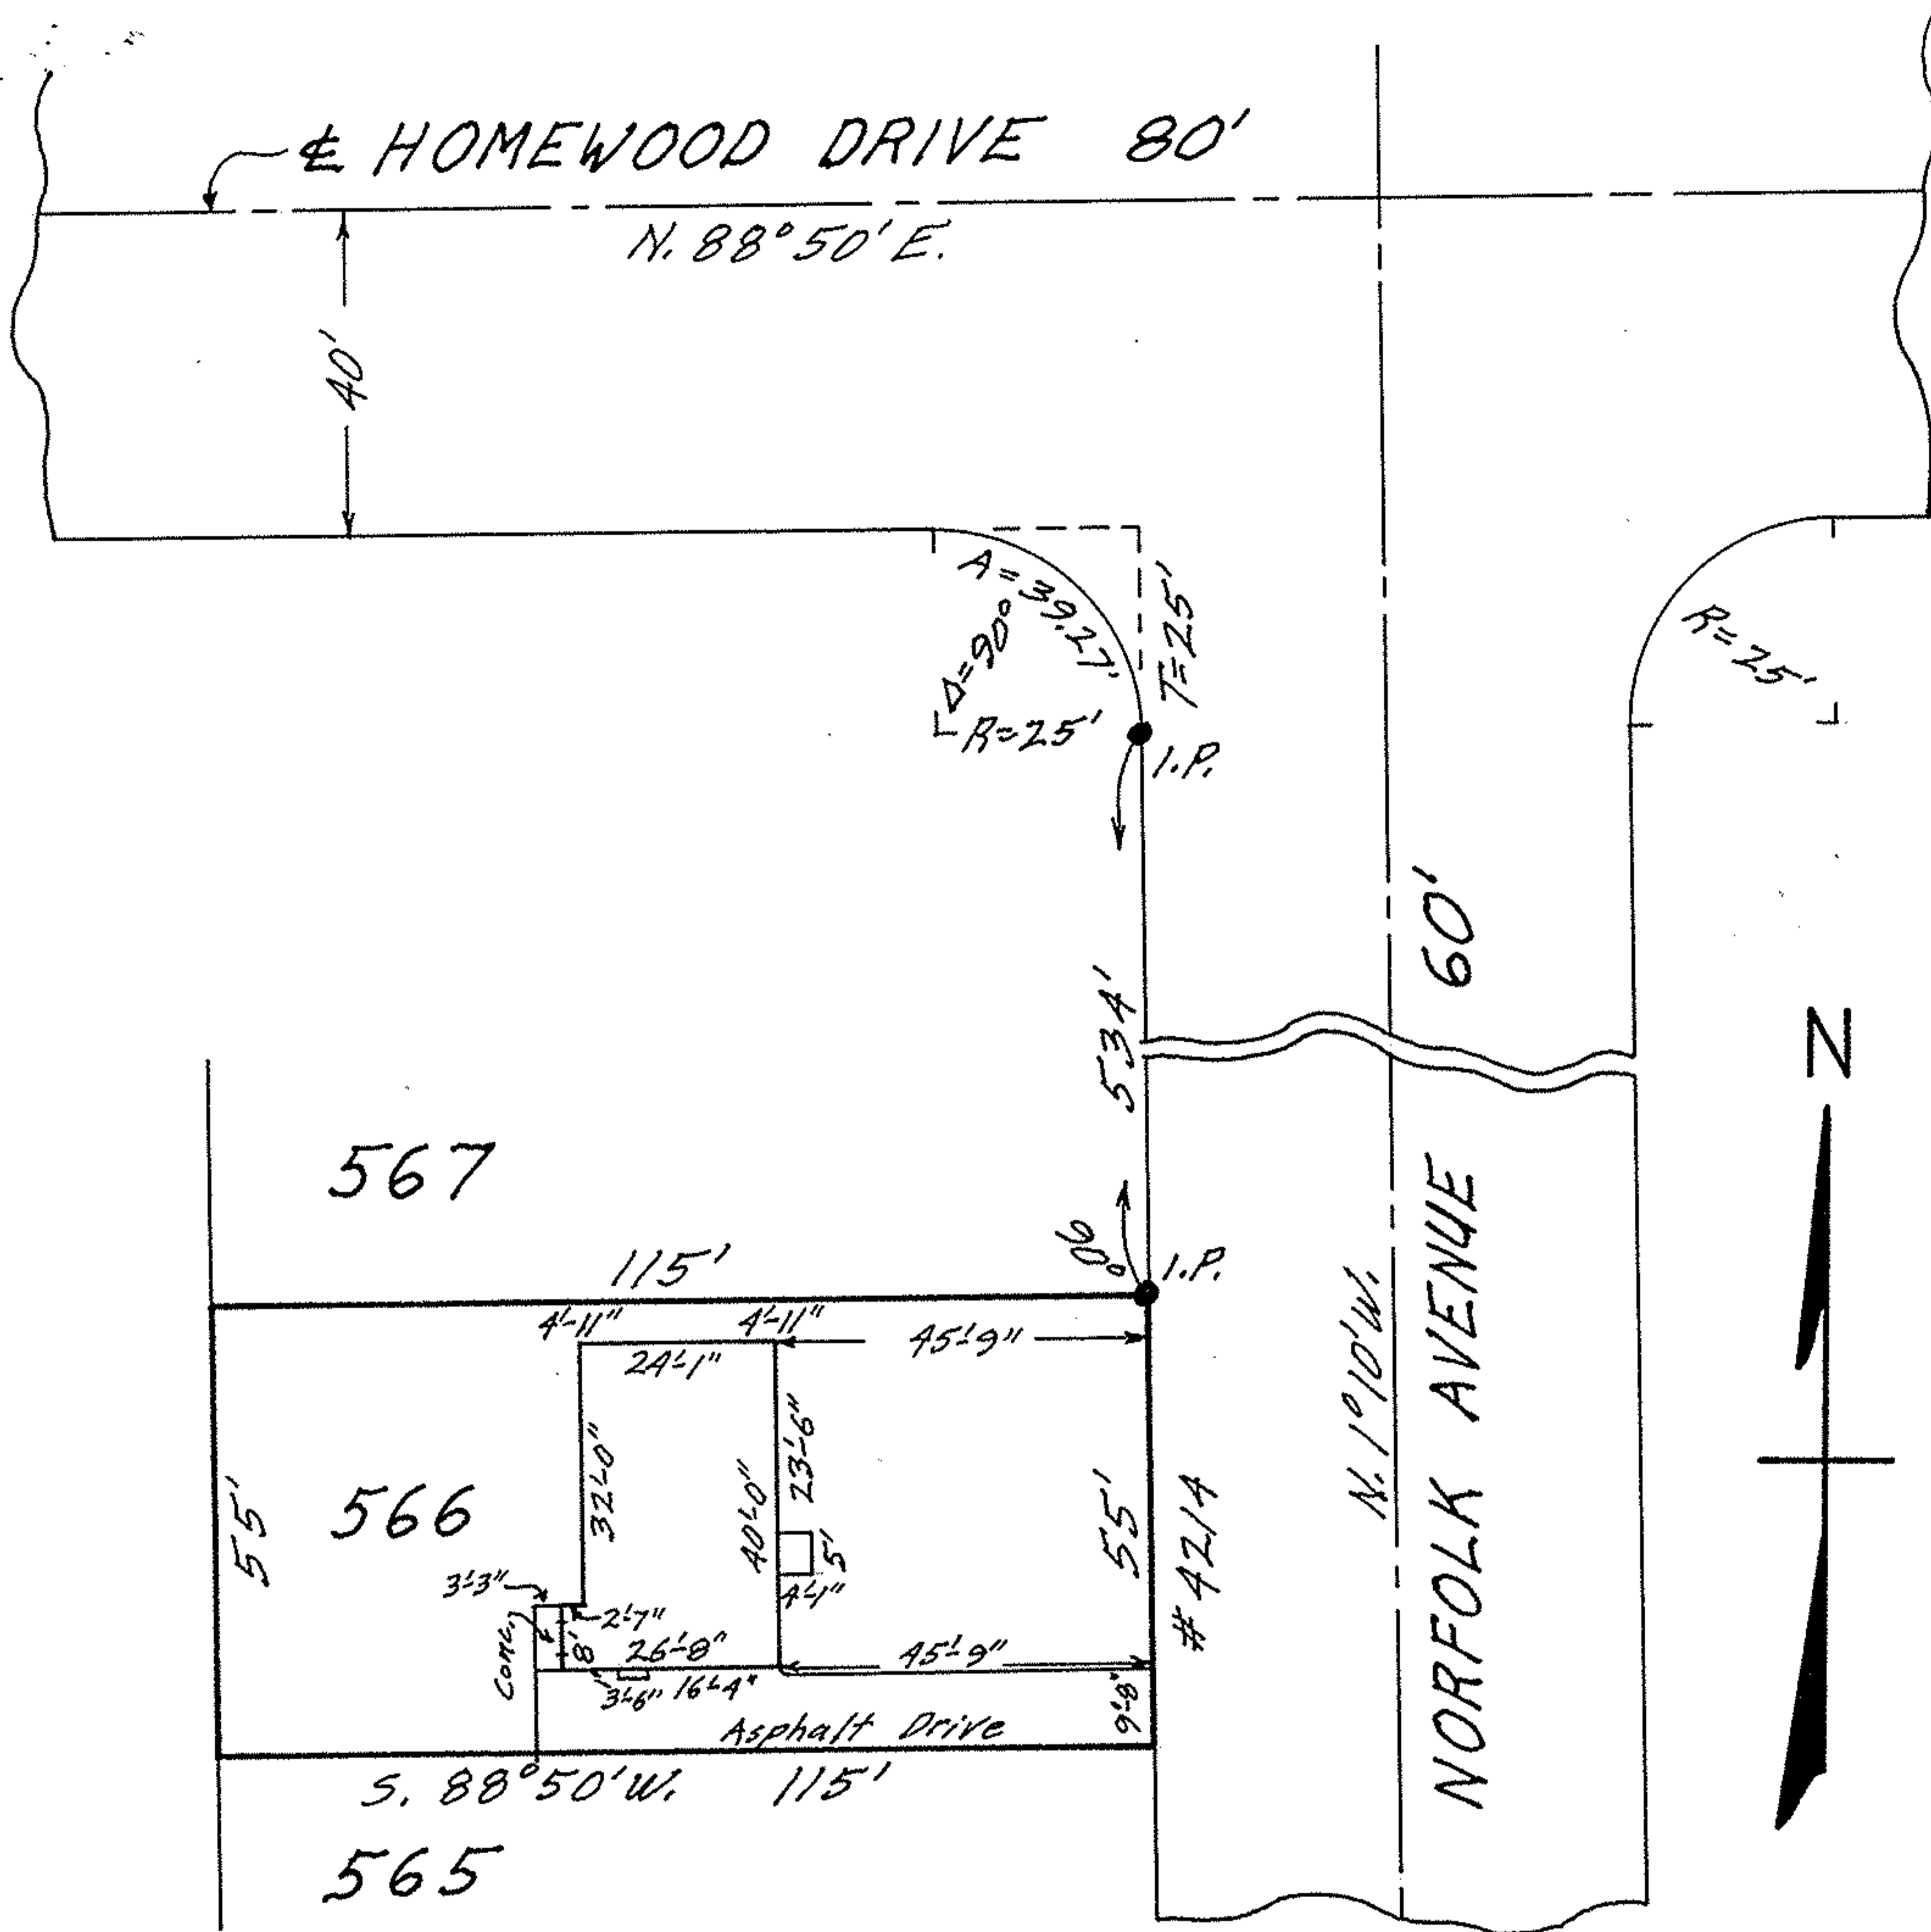 ℄ HOMEWOOD DRIVE 80'
N. 88° 50' E.
40'
A = 39.27'
Δ=90°
R=25'
T=25'
I.P.
R=25'
534'
60'
N
567
115'
90°
I.P.
4'-11" 4'-11" 45'-9"
24'-1"
55'
566
32'-0"
40'-0"
23'-6"
5'
4'-1"
55'
# 4214
N. 1° 10' W.
NORFOLK AVENUE
3'-3"
2'-7"
Conc.
8'
26'-8"
45'-9"
3'-6" 16'-4"
9'-8"
Asphalt Drive
S. 88° 50' W. 115'
565